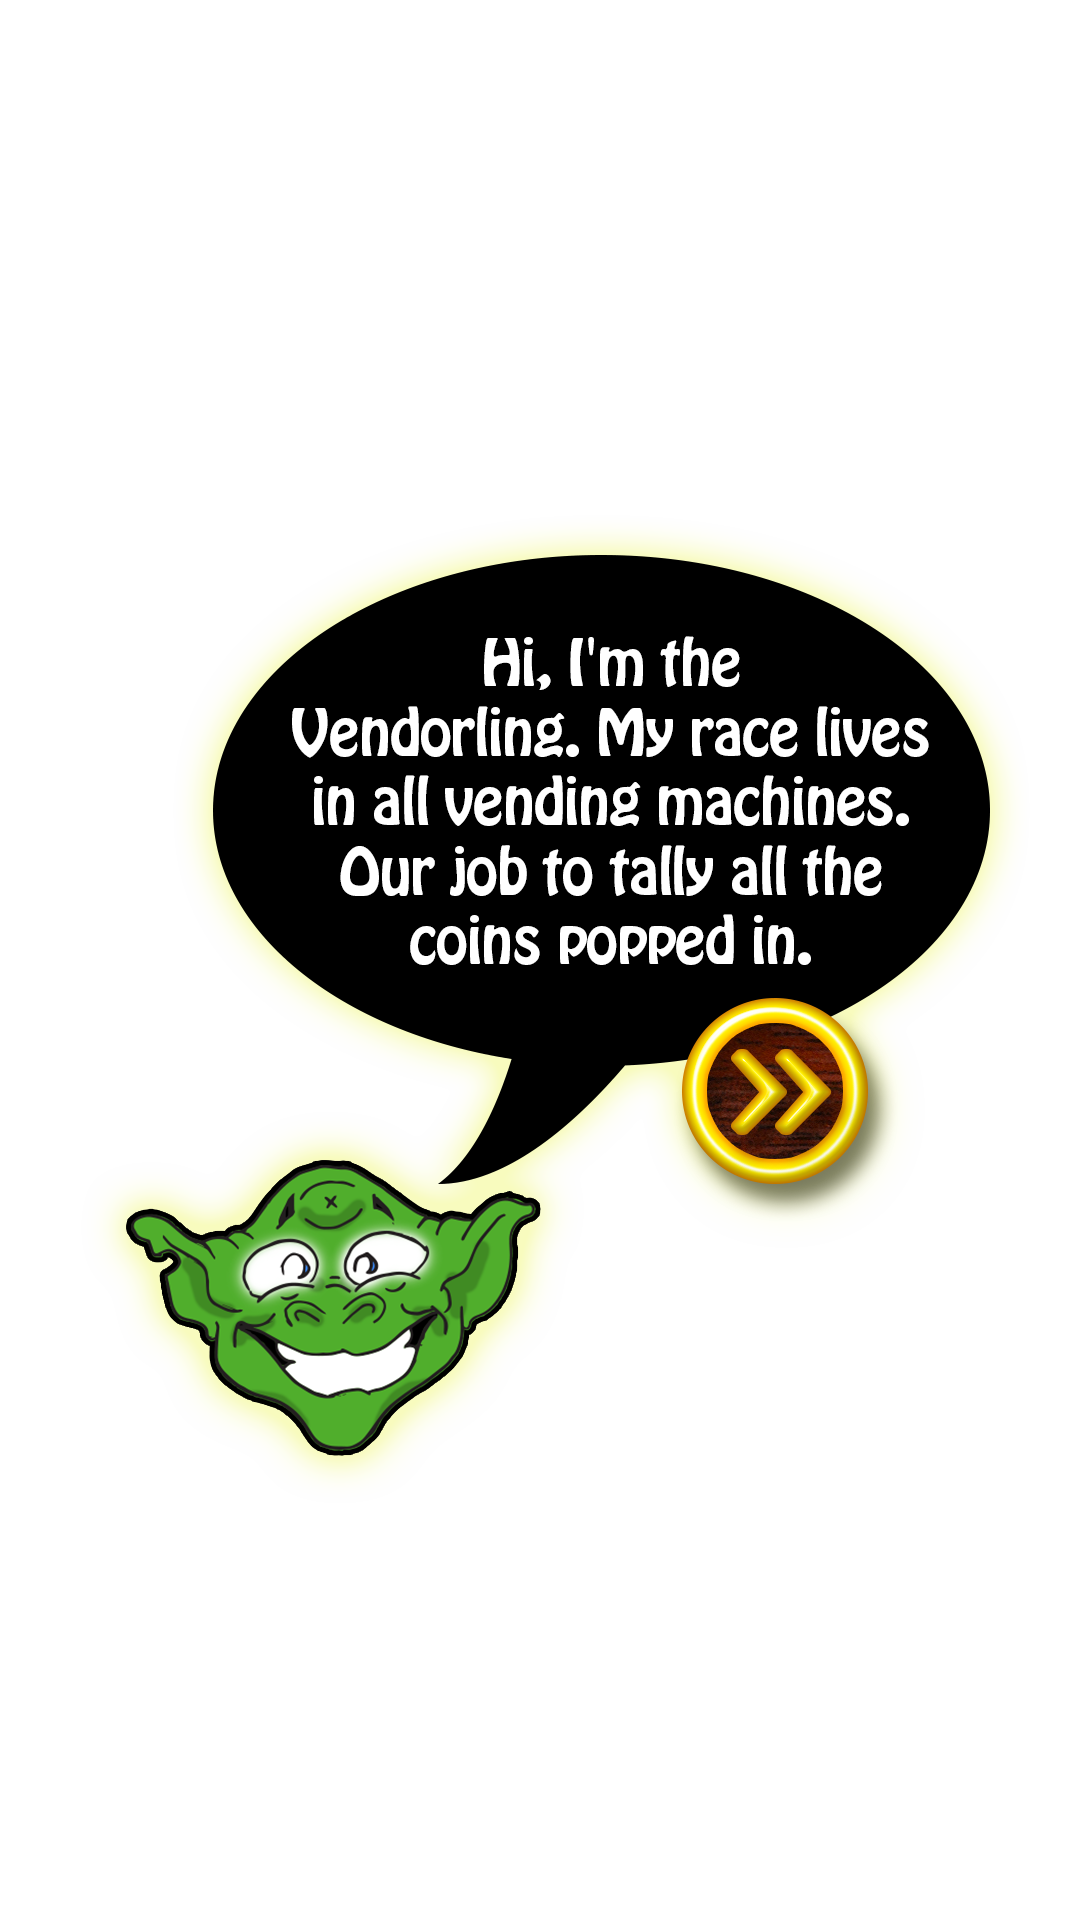 Hi, I'm the
Vendorling. My race lives
in all vending machines.
Our job to tally all the
coins popped in.